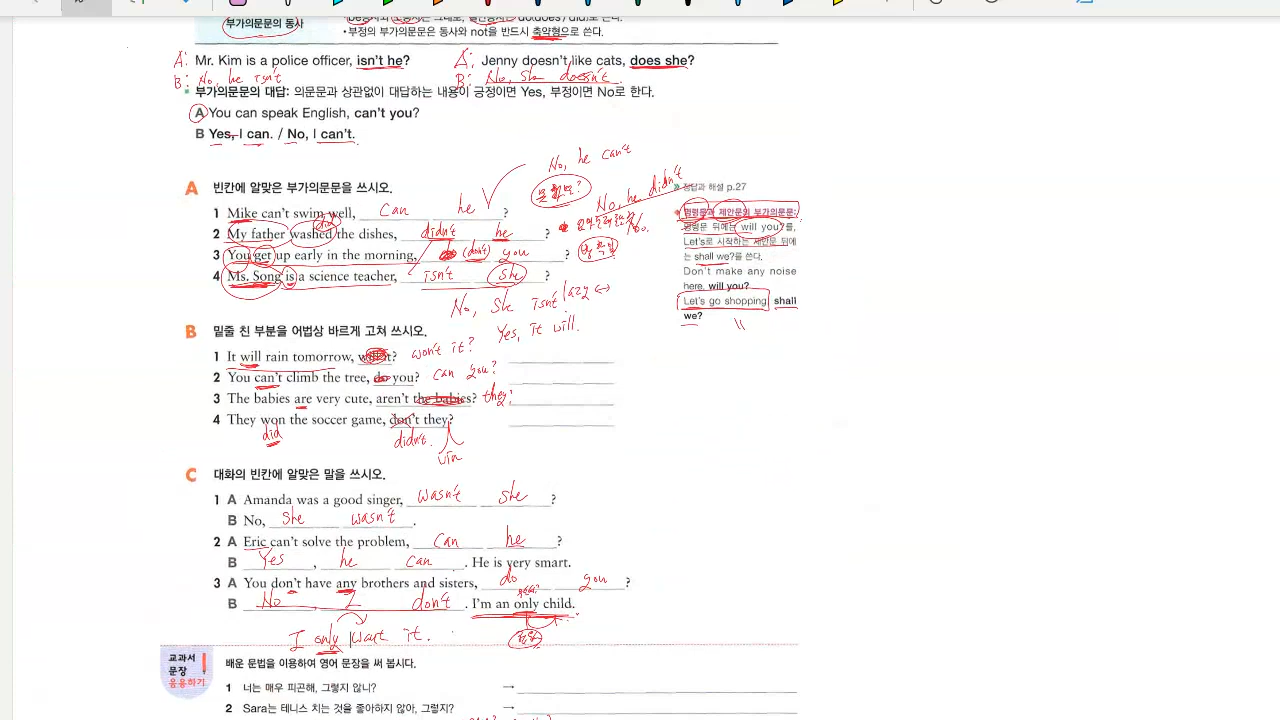 부가의문문의 동사
•부정의 부가의문문은 동사와 not을 반드시 축약형으로 쓴다.
A: Mr. Kim is a police officer, isn't he? A: Jenny doesn't like cats, does she?
B: No, he isn't B: No, she doesn't.
부가의문문의 대답: 의문문과 상관없이 대답하는 내용이 긍정이면 Yes, 부정이면 No로 한다.
A You can speak English, can't you?
B Yes, I can. / No, I can't.
No, he can't
A 빈칸에 알맞은 부가의문문을 쓰시오.
No, he didn't
정답과 해설 p.27
1 Mike can't swim well, can he ?
did
2 My father washed the dishes, didn't he ?
No.
3 You get up early in the morning, (don't) you ?
4 Ms. Song is a science teacher, isn't she ?
명령문과 제안문의 부가의문문:
명령문 뒤에는 will you?를,
Let's로 시작하는 제안문 뒤에
는 shall we?를 쓴다.
Don't make any noise
here, will you?
Let's go shopping, shall
we?
No, She isn't lazy ↔
Yes, it will.
B 밑줄 친 부분을 어법상 바르게 고쳐 쓰시오.
1 It will rain tomorrow, ? won't it?
2 You can't climb the tree, do you? can you?
3 The babies are very cute, aren't the babies? they?
4 They won the soccer game, don't they?
did didn't.
win
C 대화의 빈칸에 알맞은 말을 쓰시오.
1 A Amanda was a good singer, wasn't she ?
B No, she wasn't .
2 A Eric can't solve the problem, can he ?
B Yes , he can . He is very smart.
3 A You don't have any brothers and sisters, do you ?
B No I don't . I'm an only child.
I only want it.
교과서
문장
응용하기
배운 문법을 이용하여 영어 문장을 써 봅시다.
1 너는 매우 피곤해, 그렇지 않니? →
2 Sara는 테니스 치는 것을 좋아하지 않아, 그렇지? →